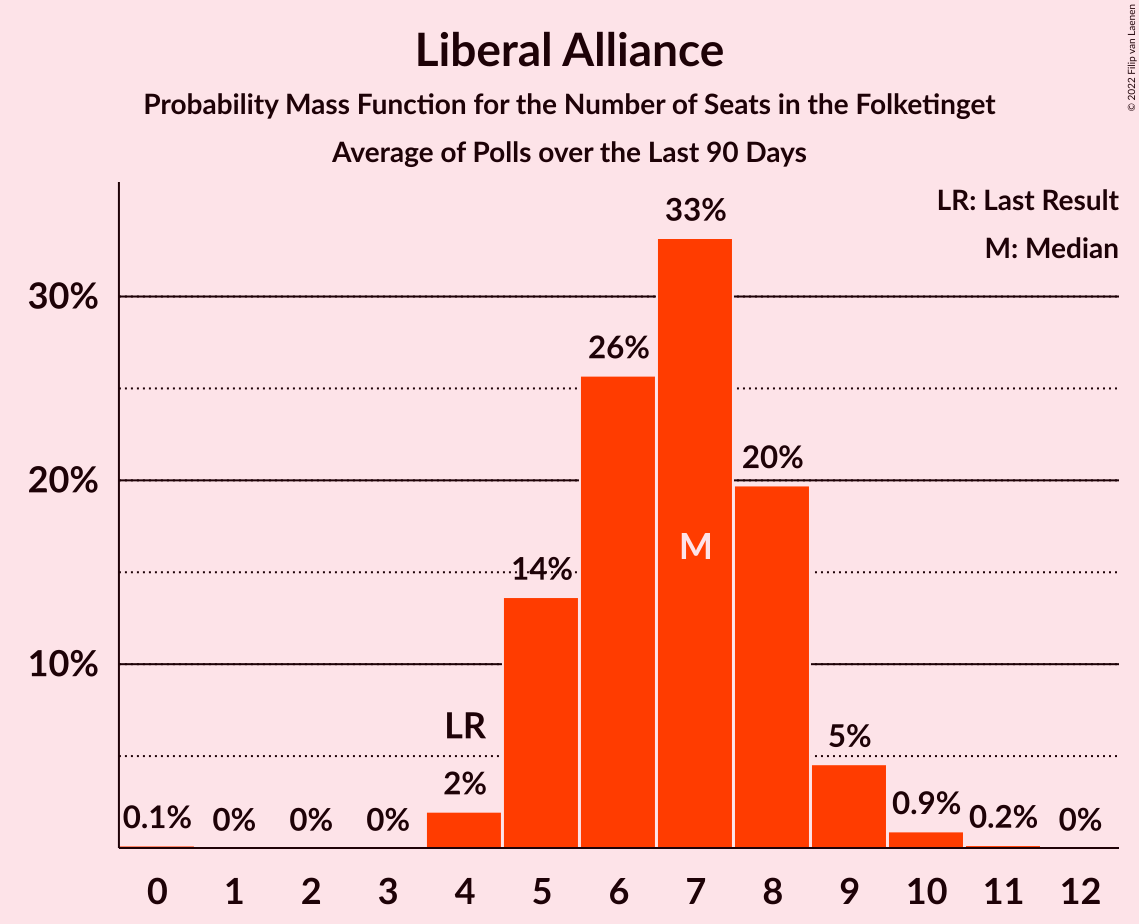 Liberal Alliance
Probability Mass Function for the Number of Seats in the Folketinget
Average of Polls over the Last 90 Days
© 2022 Filip van Laenen
LR: Last Result
M: Median
33%
30%
26%
20%
20%
M
14%
10%
LR
5%
2%
0.1% 0% 0% 0% 0.9% 0.2% 0%
0 1 2 3 4 5 6 7 8 9 10 11 12